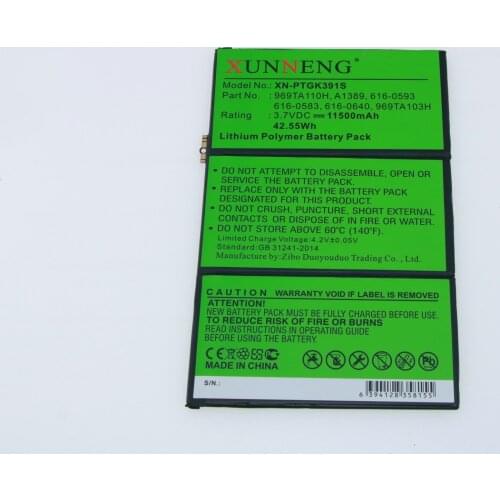 XUNNENG
Model No.: XN-PTGK391S
Part No. : 969TA110H, A1389, 616-0593
616-0583, 616-0640, 969TA103H
Rating : 3.7VDC 11500mAh
42.55Wh
Lithium Polymer Battery Pack
• DO NOT ATTEMPT TO DISASSEMBLE, OPEN OR
SERVICE THE BATTERY PACK.
• REPLACE ONLY WITH THE BATTERY PACK
DESIGNATED FOR THIS PRODUCT.
• DO NOT CRUSH, PUNCTURE, SHORT EXTERNAL
CONTACTS OR DISPOSE OF IN FIRE OR WATER.
• DO NOT STORE ABOVE 60°C (140°F).
Limited Charge Voltage:4.2V±0.05V
Standard:GB 31241-2014
Manufacture by:Zibo Duoyouduo Trading Co., Ltd.
CAUTION WARRANTY VOID IF LABEL IS REMOVED
ATTENTION!
NEW BATTERY PACK MUST BE FULLY CHARGED BEFORE USE
TO REDUCE RISK OF FIRE OR BURNS
READ INSTRUCTIONS IN OPERATING GUIDE
BEFORE USING.
MADE IN CHINA
Pb
S/N.:
6394128358155